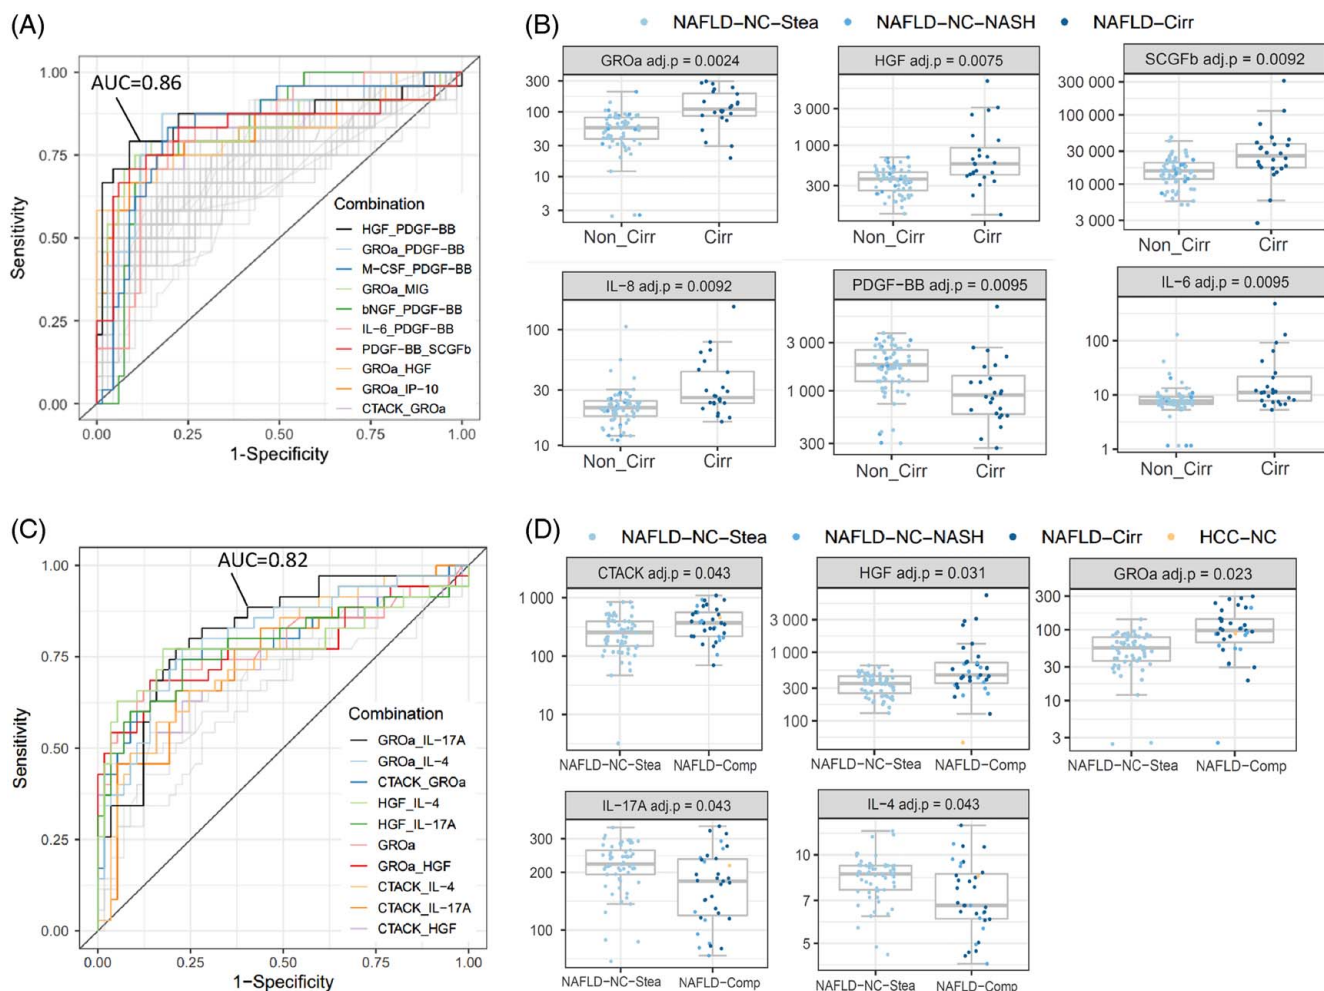 (A)
AUC=0.86
1.00
0.75
0.50
0.25
0.00
Sensitivity
Combination
HGF_PDGF-BB
GROa_PDGF-BB
M-CSF_PDGF-BB
GROa_MIG
bNGF_PDGF-BB
IL-6_PDGF-BB
PDGF-BB_SCGFb
GROa_HGF
GROa_IP-10
CTACK_GROa
0.00 0.25 0.50 0.75 1.00
1-Specificity
(B)
NAFLD-NC-Stea NAFLD-NC-NASH NAFLD-Cirr
GROa adj.p = 0.0024
300
100
30
10
3
Non_Cirr Cirr
HGF adj.p = 0.0075
3 000
1 000
300
Non_Cirr Cirr
SCGFb adj.p = 0.0092
300 000
100 000
30 000
10 000
3 000
Non_Cirr Cirr
IL-8 adj.p = 0.0092
100
30
10
Non_Cirr Cirr
PDGF-BB adj.p = 0.0095
3 000
1 000
300
Non_Cirr Cirr
IL-6 adj.p = 0.0095
100
10
1
Non_Cirr Cirr
(C)
AUC=0.82
1.00
0.75
0.50
0.25
0.00
Sensitivity
Combination
GROa_IL-17A
GROa_IL-4
CTACK_GROa
HGF_IL-4
HGF_IL-17A
GROa
GROa_HGF
CTACK_IL-4
CTACK_IL-17A
CTACK_HGF
0.00 0.25 0.50 0.75 1.00
1-Specificity
(D)
NAFLD-NC-Stea NAFLD-NC-NASH NAFLD-Cirr HCC-NC
CTACK adj.p = 0.043
1 000
100
10
NAFLD-NC-Stea NAFLD-Comp
HGF adj.p = 0.031
3 000
1 000
300
100
NAFLD-NC-Stea NAFLD-Comp
GROa adj.p = 0.023
300
100
30
10
3
NAFLD-NC-Stea NAFLD-Comp
IL-17A adj.p = 0.043
300
200
100
NAFLD-NC-Stea NAFLD-Comp
IL-4 adj.p = 0.043
10
7
5
NAFLD-NC-Stea NAFLD-Comp